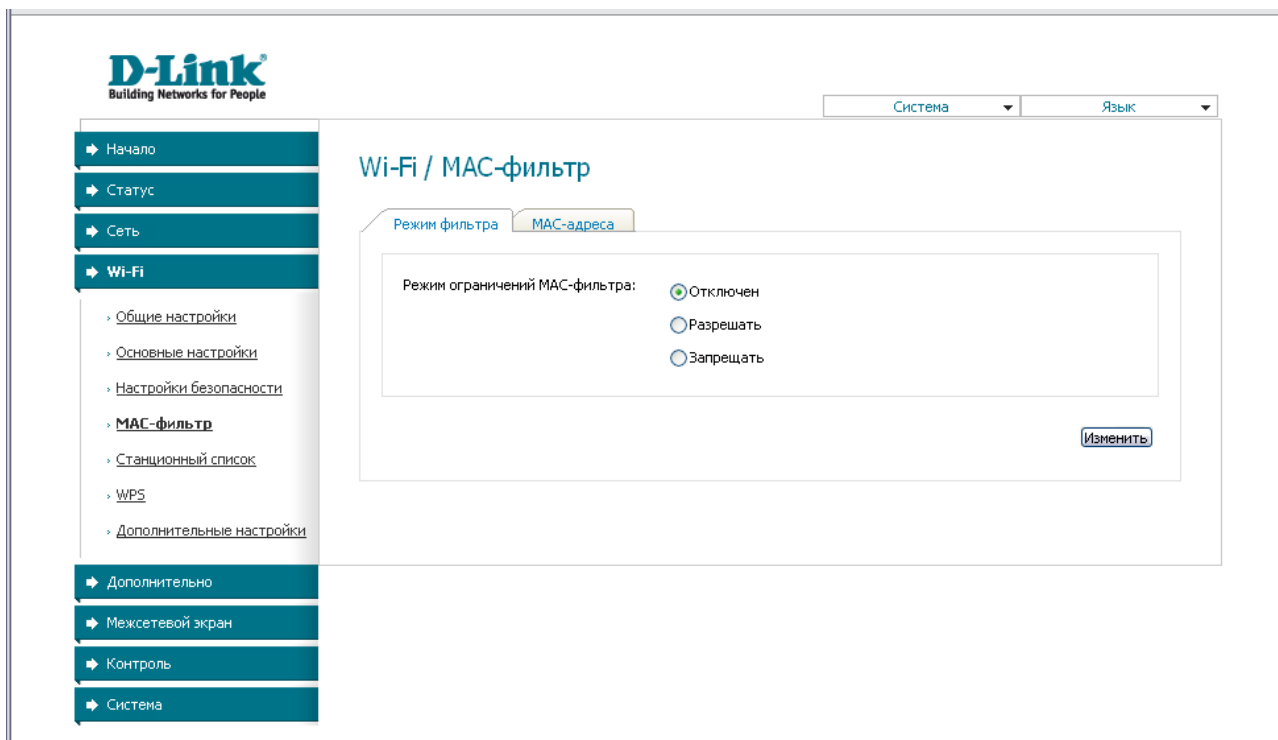 D-Link
Building Networks for People
Система
Язык
Начало
Статус
Сеть
Wi-Fi
Общие настройки
Основные настройки
Настройки безопасности
MAC-фильтр
Станционный список
WPS
Дополнительные настройки
Дополнительно
Межсетевой экран
Контроль
Система
Wi-Fi / MAC-фильтр
Режим фильтра
MAC-адреса
Режим ограничений MAC-фильтра:
Отключен
Разрешать
Запрещать
Изменить